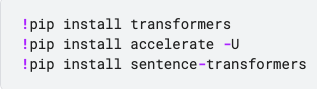 !pip install transformers
!pip install accelerate -U
!pip install sentence-transformers